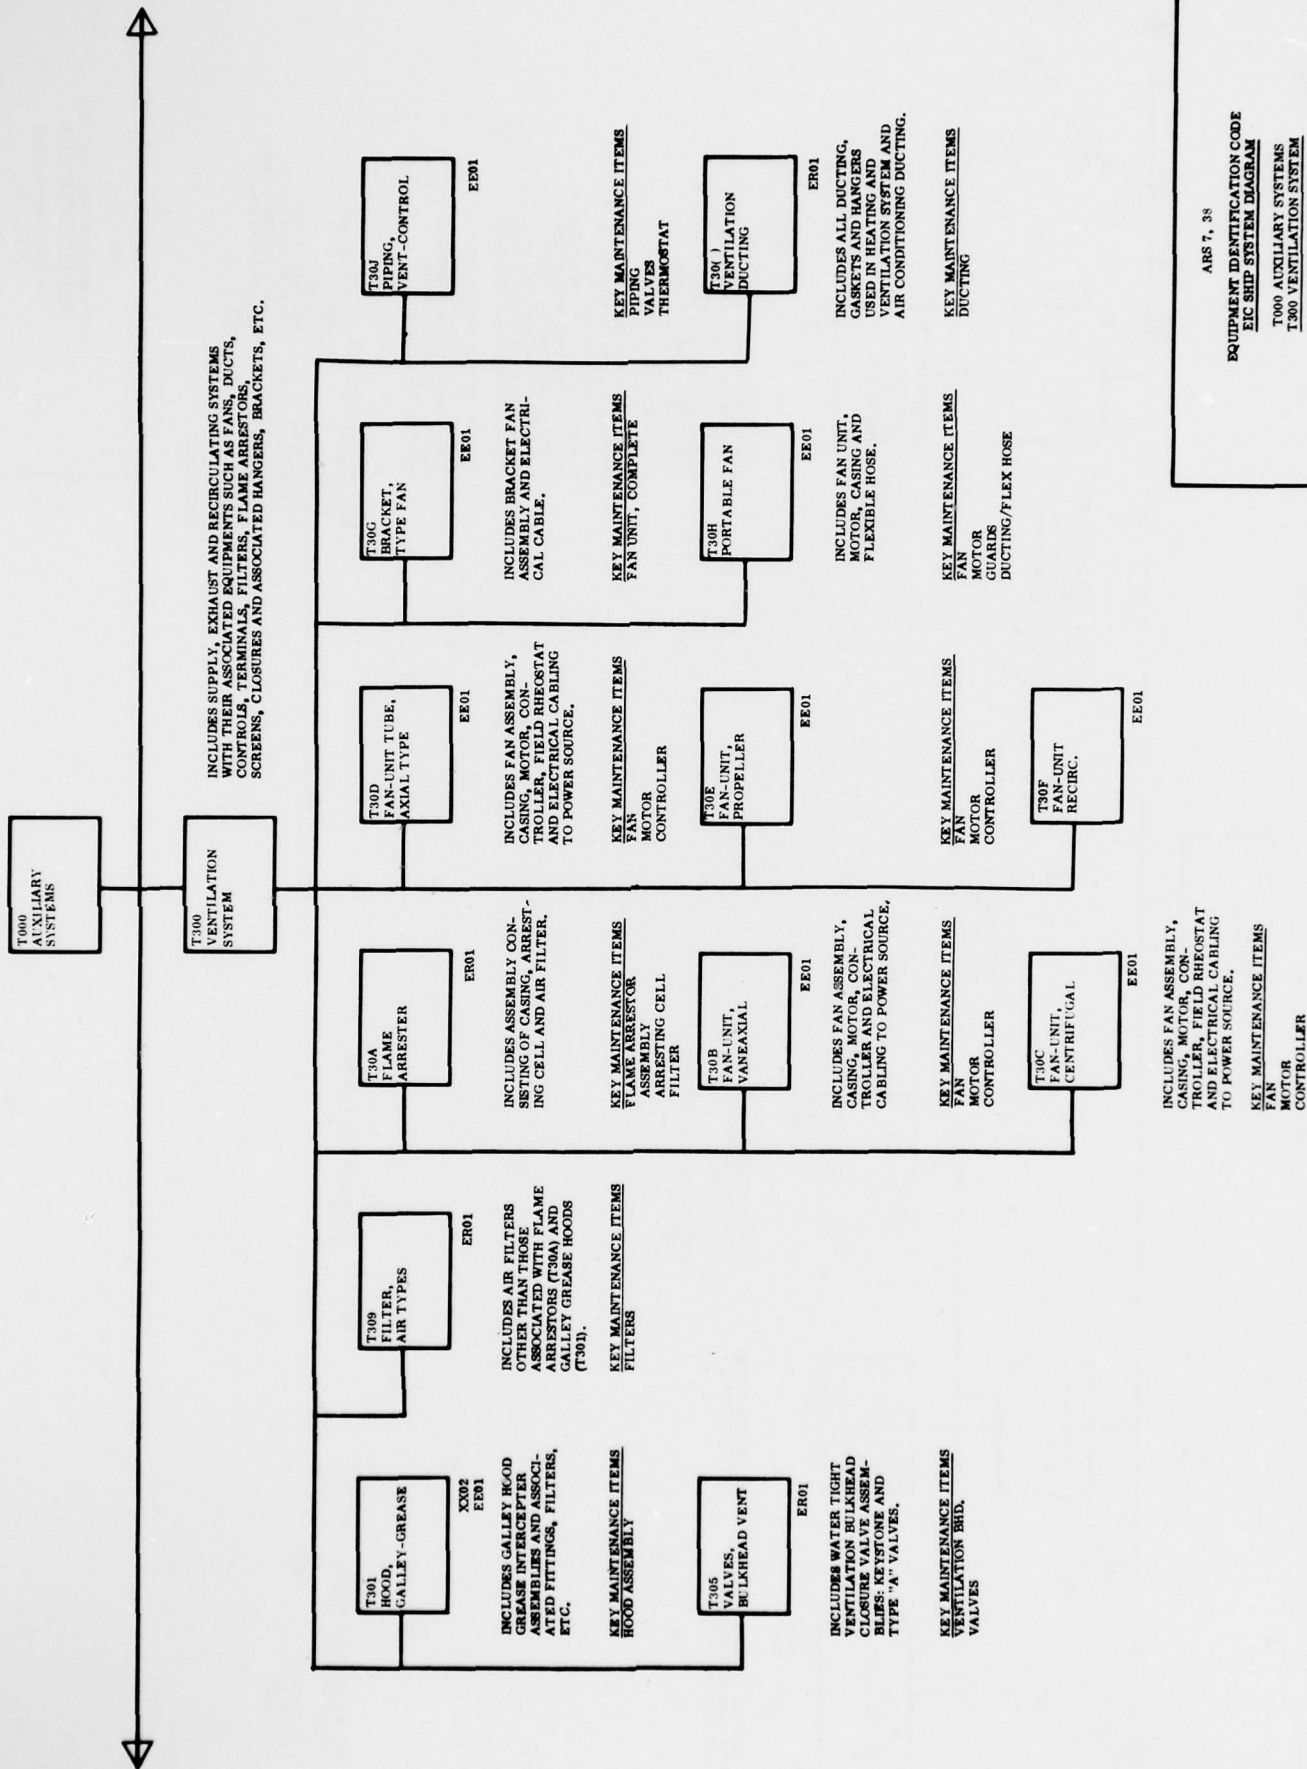 T000
AUXILIARY
SYSTEMS
T300
VENTILATION
SYSTEM
INCLUDES SUPPLY, EXHAUST AND RECIRCULATING SYSTEMS
WITH THEIR ASSOCIATED EQUIPMENTS SUCH AS FANS, DUCTS,
CONTROLS, TERMINALS, FILTERS, FLAME ARRESTORS,
SCREENS, CLOSURES AND ASSOCIATED HANGERS, BRACKETS, ETC.
T301
HOOD,
GALLEY-GREASE
XX02
EE01
INCLUDES GALLEY HOOD
GREASE INTERCEPTER
ASSEMBLIES AND ASSOCI-
ATED FITTINGS, FILTERS,
ETC.
KEY MAINTENANCE ITEMS
HOOD ASSEMBLY
T305
VALVES,
BULKHEAD VENT
ER01
INCLUDES WATER TIGHT
VENTILATION BULKHEAD
CLOSURE VALVE ASSEM-
BLIES: KEYSTONE AND
TYPE "A" VALVES.
KEY MAINTENANCE ITEMS
VENTILATION BHD.
VALVES
T309
FILTER,
AIR TYPES
ER01
INCLUDES AIR FILTERS
OTHER THAN THOSE
ASSOCIATED WITH FLAME
ARRESTORS (T30A) AND
GALLEY GREASE HOODS
(T301).
KEY MAINTENANCE ITEMS
FILTERS
T30A
FLAME
ARRESTER
ER01
INCLUDES ASSEMBLY CON-
SISTING OF CASING, ARREST-
ING CELL AND AIR FILTER.
KEY MAINTENANCE ITEMS
FLAME ARRESTOR
ASSEMBLY
ARRESTING CELL
FILTER
T30B
FAN-UNIT,
VANEAXIAL
EE01
INCLUDES FAN ASSEMBLY,
CASING, MOTOR, CON-
TROLLER AND ELECTRICAL
CABLING TO POWER SOURCE.
KEY MAINTENANCE ITEMS
FAN
MOTOR
CONTROLLER
T30C
FAN-UNIT,
CENTRIFUGAL
EE01
INCLUDES FAN ASSEMBLY,
CASING, MOTOR, CON-
TROLLER, FIELD RHEOSTAT
AND ELECTRICAL CABLING
TO POWER SOURCE.
KEY MAINTENANCE ITEMS
FAN
MOTOR
CONTROLLER
T30D
FAN-UNIT TUBE,
AXIAL TYPE
EE01
INCLUDES FAN ASSEMBLY,
CASING, MOTOR, CON-
TROLLER, FIELD RHEOSTAT
AND ELECTRICAL CABLING
TO POWER SOURCE.
KEY MAINTENANCE ITEMS
FAN
MOTOR
CONTROLLER
T30E
FAN-UNIT,
PROPELLER
EE01
KEY MAINTENANCE ITEMS
FAN
MOTOR
CONTROLLER
T30F
FAN-UNIT
RECIRC.
EE01
T30G
BRACKET,
TYPE FAN
EE01
INCLUDES BRACKET FAN
ASSEMBLY AND ELECTRI-
CAL CABLE.
KEY MAINTENANCE ITEMS
FAN UNIT, COMPLETE
T30H
PORTABLE FAN
EE01
INCLUDES FAN UNIT,
MOTOR, CASING AND
FLEXIBLE HOSE.
KEY MAINTENANCE ITEMS
FAN
MOTOR
GUARDS
DUCTING/FLEX HOSE
T30J
PIPING,
VENT-CONTROL
EE01
KEY MAINTENANCE ITEMS
PIPING
VALVES
THERMOSTAT
T30( )
VENTILATION
DUCTING
ER01
INCLUDES ALL DUCTING,
GASKETS AND HANGERS
USED IN HEATING AND
VENTILATION SYSTEM AND
AIR CONDITIONING DUCTING.
KEY MAINTENANCE ITEMS
DUCTING
ARS 7, 38
EQUIPMENT IDENTIFICATION CODE
EIC SHIP SYSTEM DIAGRAM
T000 AUXILIARY SYSTEMS
T300 VENTILATION SYSTEM